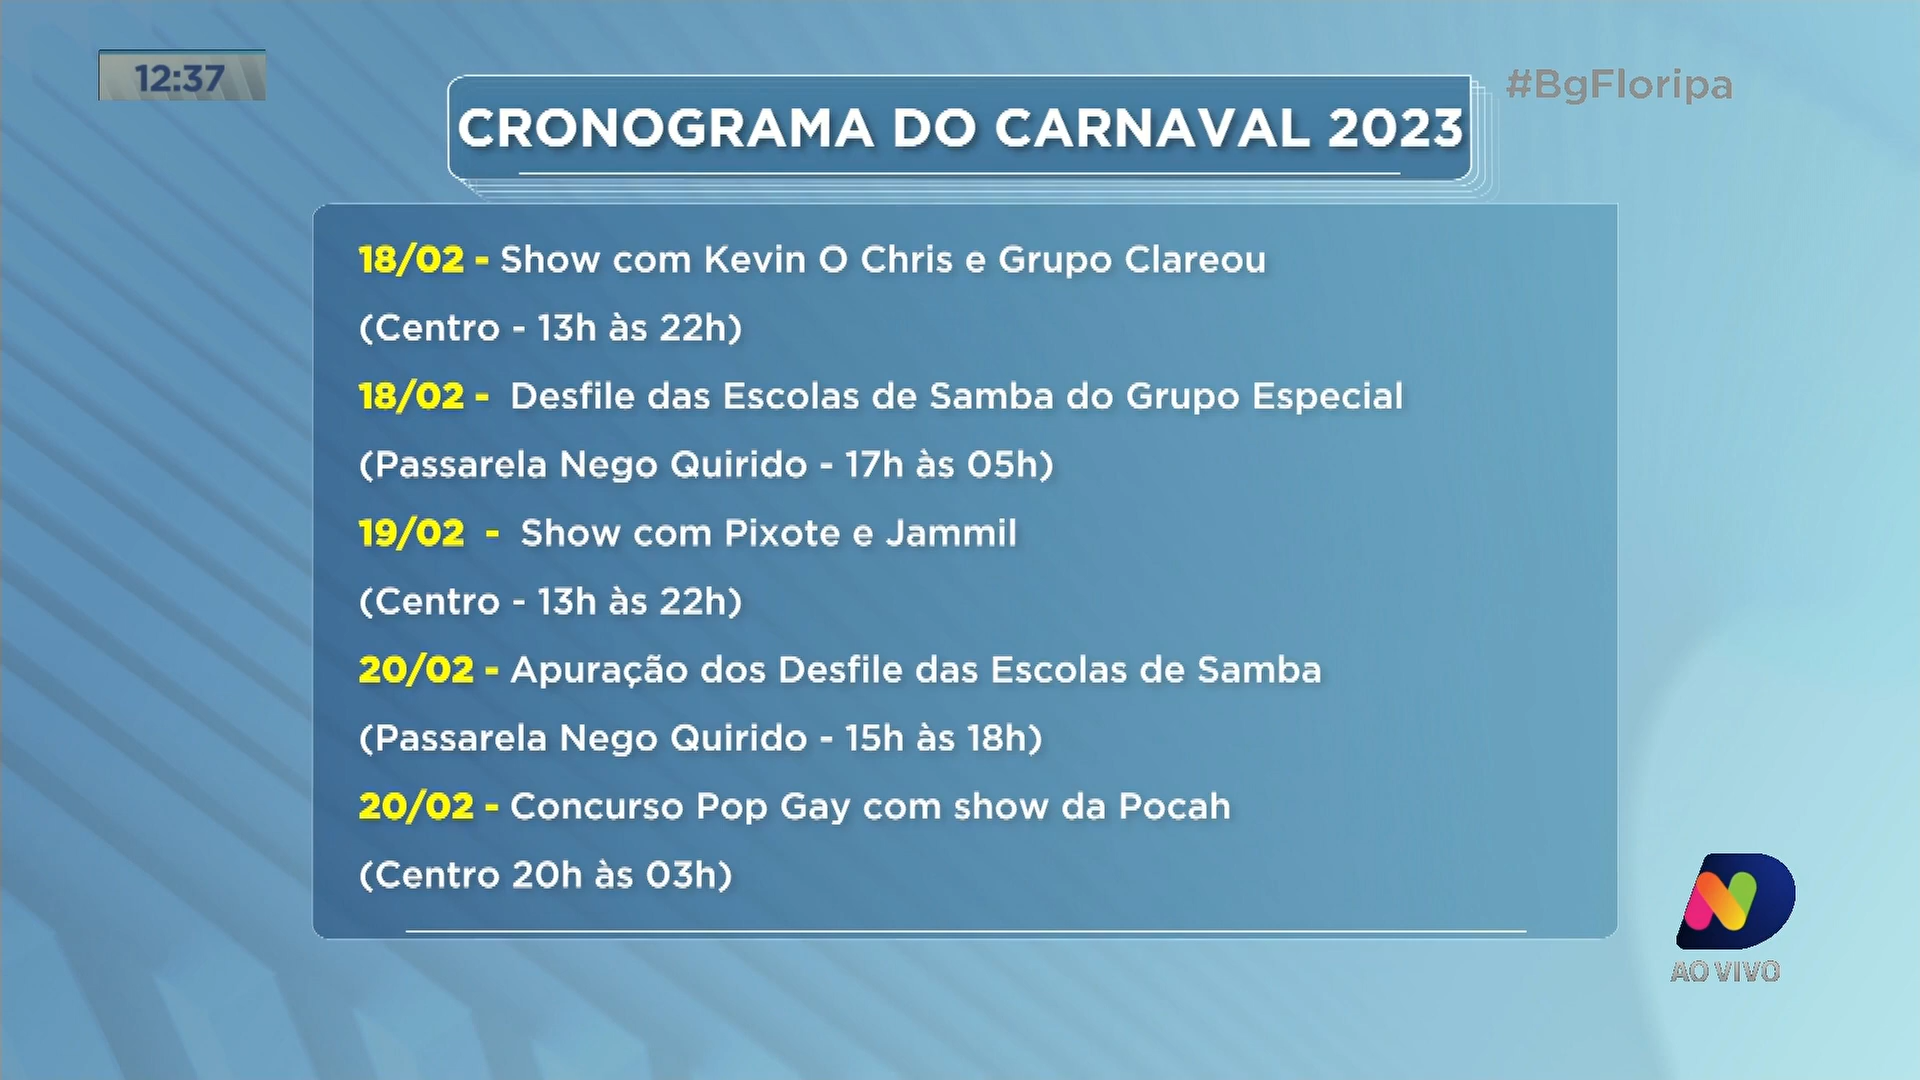 12:37
#BgFloripa
CRONOGRAMA DO CARNAVAL 2023
18/02 - Show com Kevin O Chris e Grupo Clareou
(Centro - 13h às 22h)
18/02 - Desfile das Escolas de Samba do Grupo Especial
(Passarela Nego Quirido - 17h às 05h)
19/02 - Show com Pixote e Jammil
(Centro - 13h às 22h)
20/02 - Apuração dos Desfile das Escolas de Samba
(Passarela Nego Quirido - 15h às 18h)
20/02 - Concurso Pop Gay com show da Pocah
(Centro 20h às 03h)
ND
AO VIVO